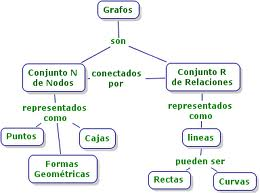 Grafos
son
Conjunto N
de Nodos
conectados
por
Conjunto R
de Relaciones
representados
como
representados
como
Puntos
Cajas
Formas
Geométricas
lineas
pueden ser
Rectas
Curvas